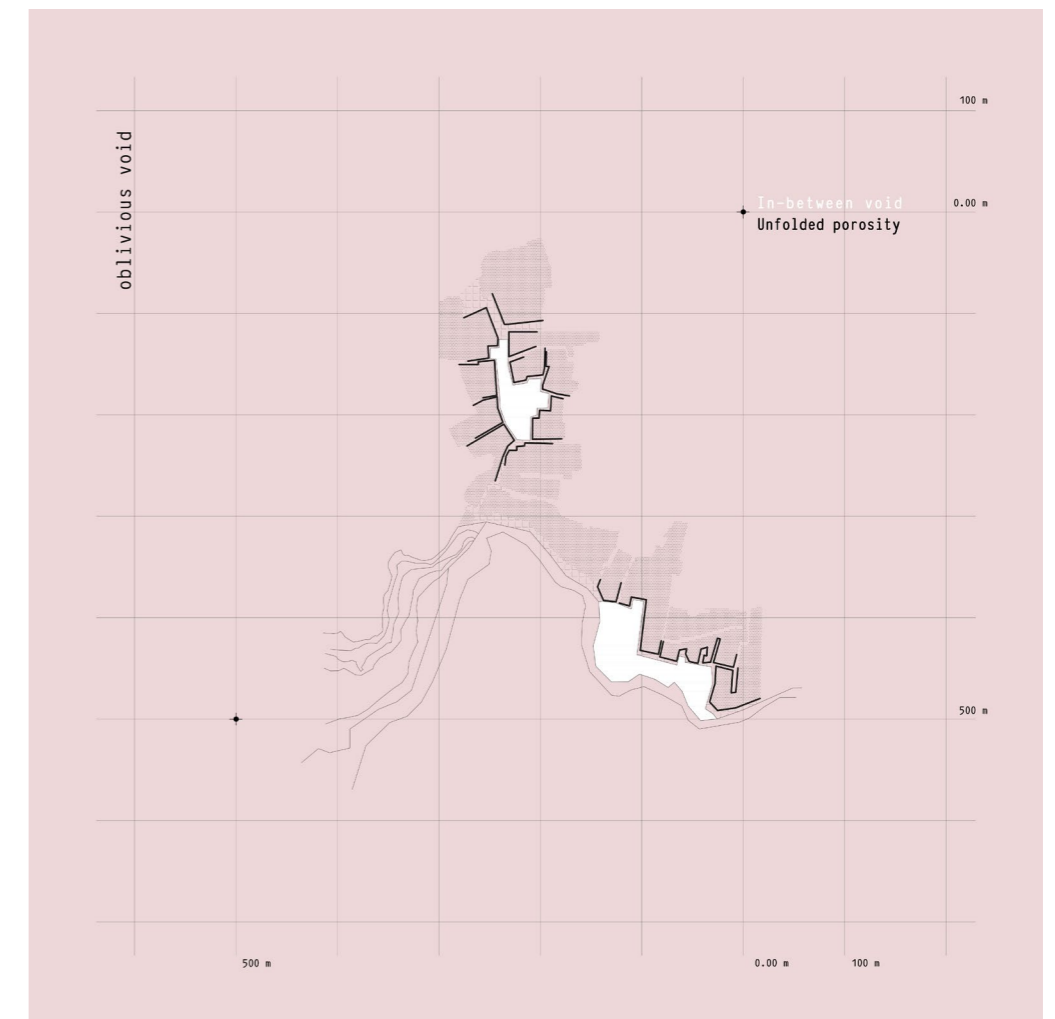 oblivious void
100 m
In-between void
0.00 m
Unfolded porosity
500 m
500 m
0.00 m
100 m